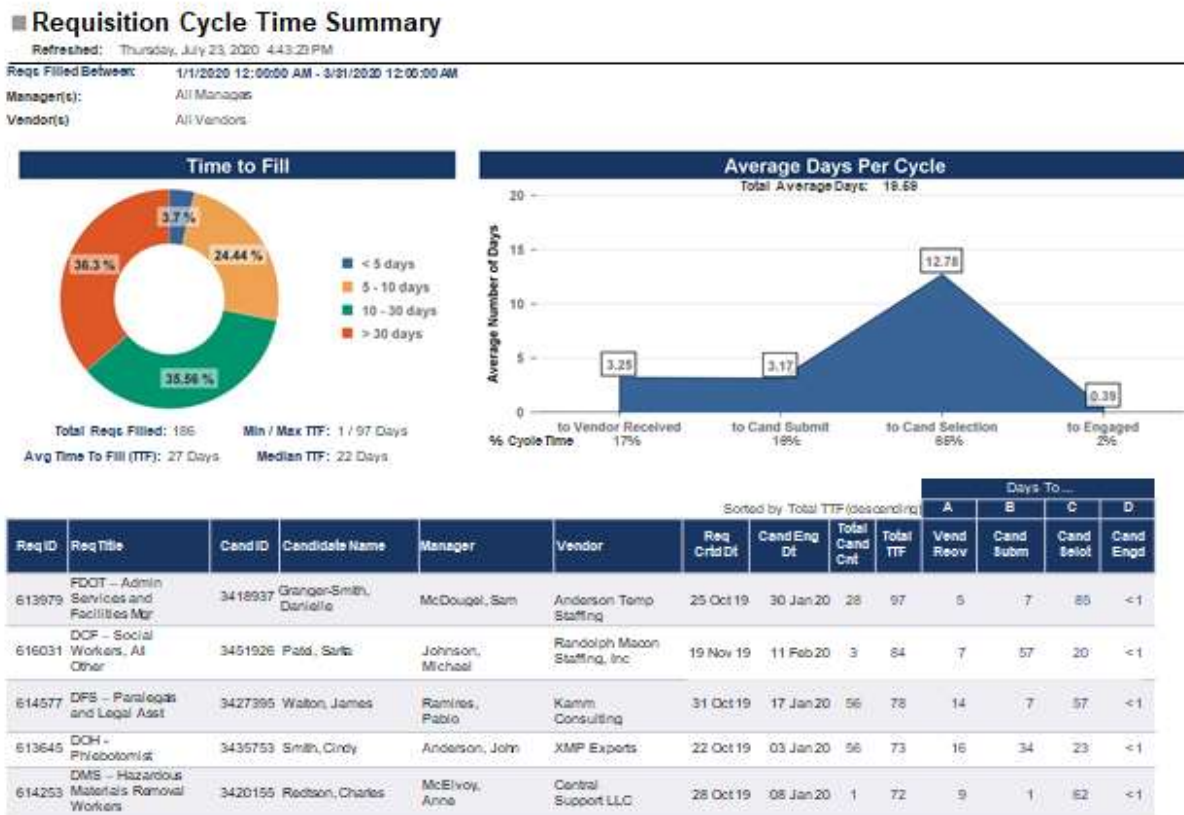 Requisition Cycle Time Summary
Refreshed: Thursday, July 23, 2020 4:43:23 PM
Reqs Filled Between: 1/1/2020 12:00:00 AM - 3/31/2020 12:00:00 AM
Manager(s): All Manages
Vendor(s) All Vendors
Time to Fill
3.7 %
24.44 %
36.3 %
35.56 %
< 5 days
5 - 10 days
10 - 30 days
> 30 days
Total Reqs Filled: 186 Min / Max TTF: 1 / 97 Days
Avg Time To Fill (TTF): 27 Days Median TTF: 22 Days
Average Days Per Cycle
Total Average Days: 19.59
Average Number of Days
20
15
10
5
0
3.25
3.17
12.78
0.39
to Vendor Received to Cand Submit to Cand Selection to Engaged
% Cycle Time 17% 16% 65% 2%
Days To...
Sorted by Total TTF (descending) A B C D
Req ID Req Title Cand ID Candidate Name Manager Vendor Req Crtd Dt Cand Eng Dt Total Cand Cnt Total TTF Vend Recv Cand Subm Cand Selct Cand Engd
613979 FDOT – Admin Services and Facilities Mgr 3418937 Granger-Smith, Danielle McDougel, Sam Anderson Temp Staffing 25 Oct 19 30 Jan 20 28 97 5 7 85 <1
616031 DCF – Social Workers, All Other 3451926 Patel, Johnson, Michael Randolph Macon Staffing, Inc 19 Nov 19 11 Feb 20 3 84 7 57 20 <1
614577 DFS – Paralegals and Legal Asst 3427395 Walton, James Ramires, Pablo Kamm Consulting 31 Oct 19 17 Jan 20 56 78 14 7 57 <1
613645 DOH - Phlebotomist 3435753 Smith, Cindy Anderson, John XMP Experts 22 Oct 19 03 Jan 20 56 73 16 34 23 <1
614253 DMS – Hazardous Materials Removal Workers 3420155 Redtson, Charles McElvoy, Anne Central Support LLC 28 Oct 19 08 Jan 20 1 72 9 1 62 <1